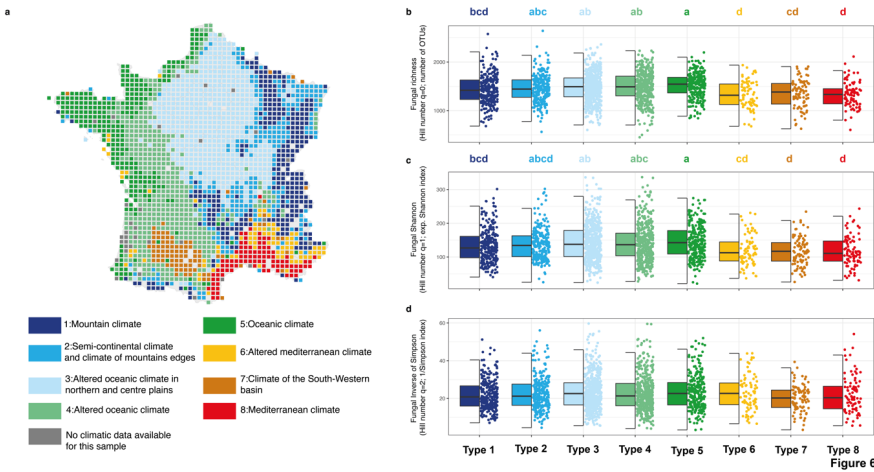 a
1:Mountain climate
2:Semi-continental climate
and climate of mountains edges
3:Altered oceanic climate in
northern and centre plains
4:Altered oceanic climate
No climatic data available
for this sample
5:Oceanic climate
6:Altered mediterranean climate
7:Climate of the South-Western
basin
8:Mediterranean climate
b
bcd abc ab ab a d cd d
Fungal richness
(Hill number q=0; number of OTUs)
2000
1000
c
bcd abcd ab abc a cd d d
Fungal Shannon
(Hill number q=1; exp. Shannon index)
300
200
100
d
Fungal Inverse of Simpson
(Hill number q=2; 1/Simpson index)
60
40
20
Type 1 Type 2 Type 3 Type 4 Type 5 Type 6 Type 7 Type 8
Figure 6